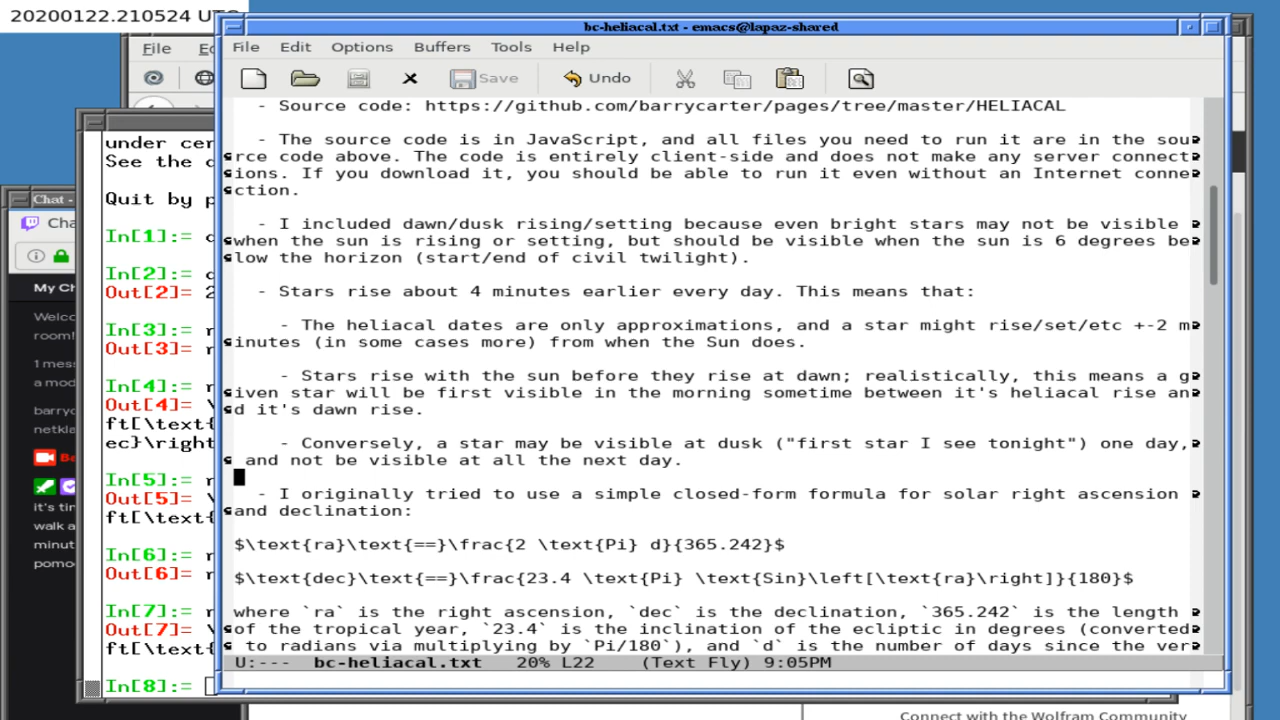 20200122.210524 UTC
bc-heliacal.txt - emacs@lapaz-shared
File Edit Options Buffers Tools Help
Save Undo
- Source code: https://github.com/barrycarter/pages/tree/master/HELIACAL
- The source code is in JavaScript, and all files you need to run it are in the sou
rce code above. The code is entirely client-side and does not make any server connect
ions. If you download it, you should be able to run it even without an Internet conne
ction.
- I included dawn/dusk rising/setting because even bright stars may not be visible
when the sun is rising or setting, but should be visible when the sun is 6 degrees be
low the horizon (start/end of civil twilight).
- Stars rise about 4 minutes earlier every day. This means that:
- The heliacal dates are only approximations, and a star might rise/set/etc +-2 m
inutes (in some cases more) from when the Sun does.
- Stars rise with the sun before they rise at dawn; realistically, this means a g
iven star will be first visible in the morning sometime between it's heliacal rise an
d it's dawn rise.
- Conversely, a star may be visible at dusk ("first star I see tonight") one day,
and not be visible at all the next day.
- I originally tried to use a simple closed-form formula for solar right ascension
and declination:
$\text{ra}\text{==}\frac{2 \text{Pi} d}{365.242}$
$\text{dec}\text{==}\frac{23.4 \text{Pi} \text{Sin}\left[\text{ra}\right]}{180}$
where `ra` is the right ascension, `dec` is the declination, `365.242` is the length
of the tropical year, `23.4` is the inclination of the ecliptic in degrees (converted
to radians via multiplying by `Pi/180`), and `d` is the number of days since the ver
U:--- bc-heliacal.txt 20% L22 (Text Fly) 9:05PM
File
under cer
See the
Quit by
In[1]:=
In[2]:=
Out[2]= 2
In[3]:= r
Out[3]= r
In[4]:= r
Out[4]= \
ft[\text{
ec}\right
In[5]:= r
Out[5]= \
ft[\text{
In[6]:= r
Out[6]= r
In[7]:= r
Out[7]= \
ft[\text{
In[8]:=
Chat -
Cha
My Ch
Welco
room!
1 mess
a mod
barryc
netkla
it's tim
walk a
minut
pomo
Connect with the Wolfram Community